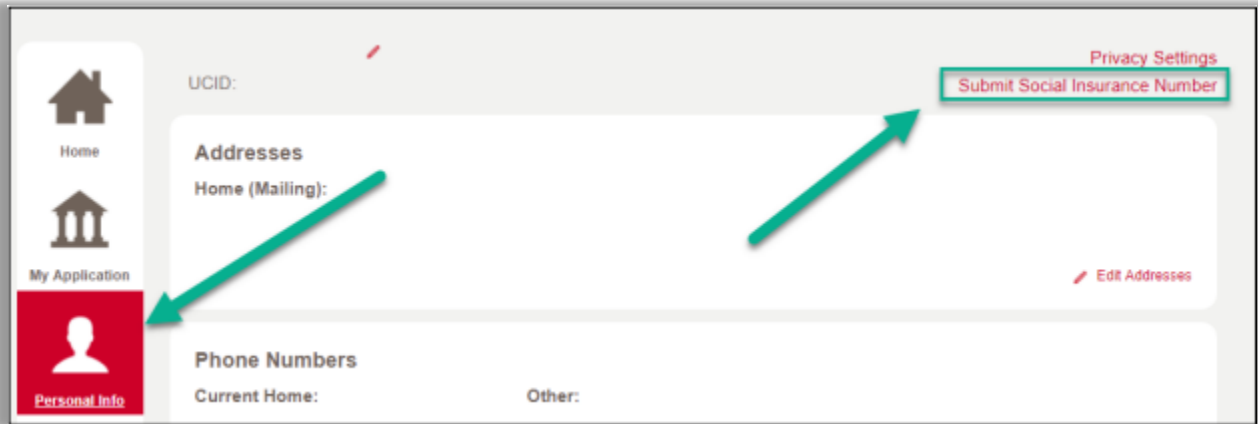 Privacy Settings
UCID:
Submit Social Insurance Number
Home
Addresses
Home (Mailing):
My Application
Edit Addresses
Personal Info
Phone Numbers
Current Home: Other: